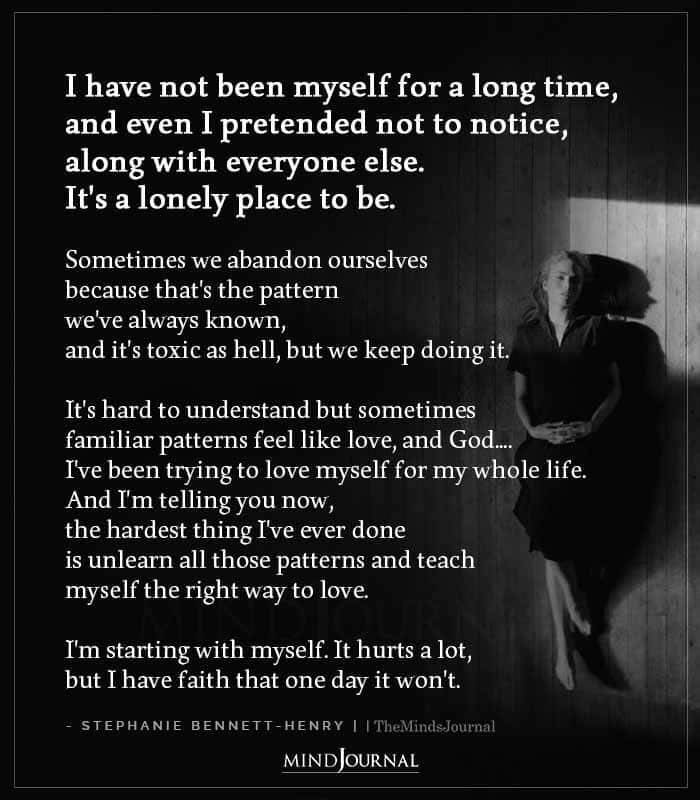 I have not been myself for a long time,
and even I pretended not to notice,
along with everyone else.
It's a lonely place to be.
Sometimes we abandon ourselves
because that's the pattern
we've always known,
and it's toxic as hell, but we keep doing it.
It's hard to understand but sometimes
familiar patterns feel like love, and God....
I've been trying to love myself for my whole life.
And I'm telling you now,
the hardest thing I've ever done
is unlearn all those patterns and teach
myself the right way to love.
I'm starting with myself. It hurts a lot,
but I have faith that one day it won't.
- STEPHANIE BENNETT-HENRY | | TheMindsJournal
MINDJOURNAL